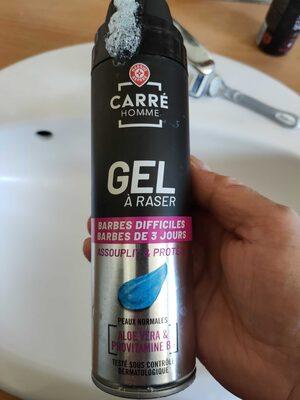 CARRÉ
HOMME
GEL
À RASER
BARBES DIFFICILES
BARBES DE 3 JOURS
ASSOUPLIT & PROTÈ
PEAUX NORMALES
ALOE VERA &
PROVITAMINE B
TESTÉ SOUS CONTRÔLE
DERMATOLOGIQUE